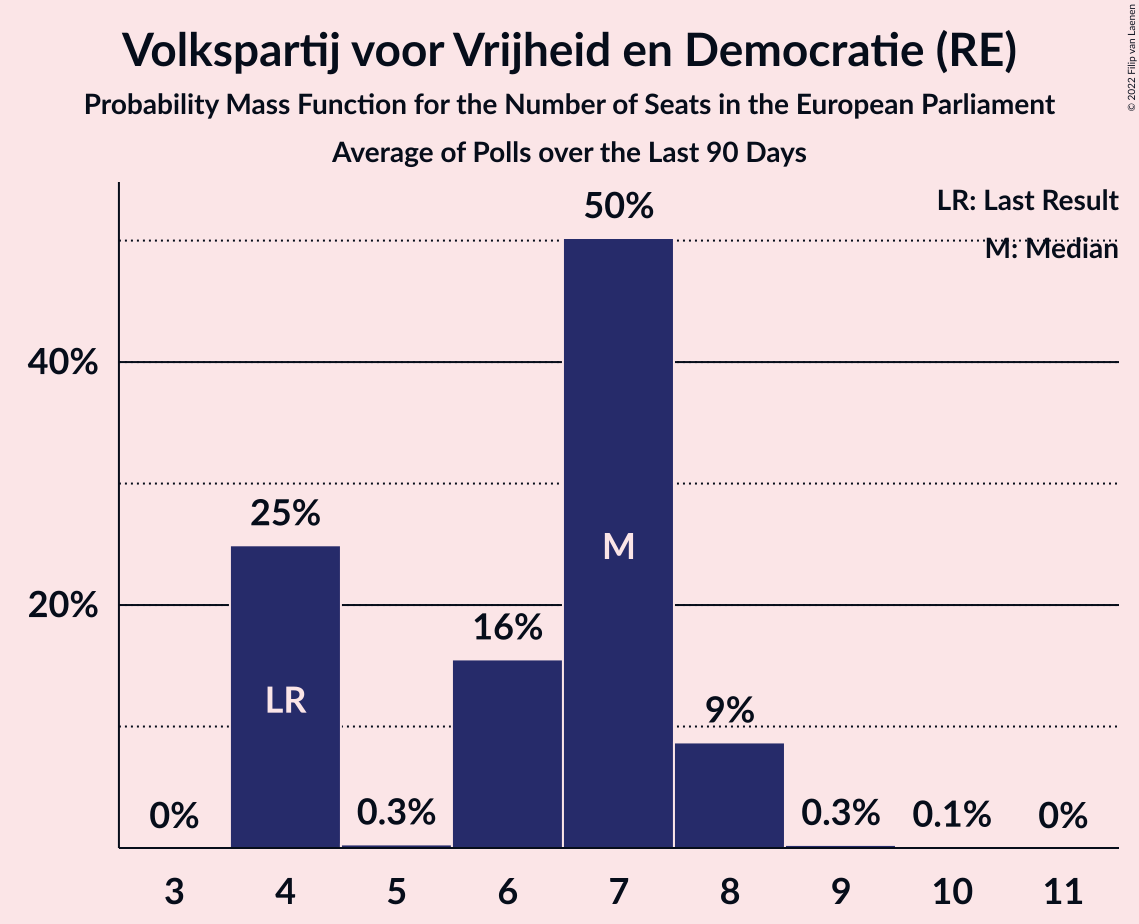 Volkspartij voor Vrijheid en Democratie (RE)
Probability Mass Function for the Number of Seats in the European Parliament
Average of Polls over the Last 90 Days
© 2022 Filip van Laenen
LR: Last Result
M: Median
50%
40%
25%
M
20%
16%
LR
9%
0%
0.3%
0.3%
0.1%
0%
3 4 5 6 7 8 9 10 11